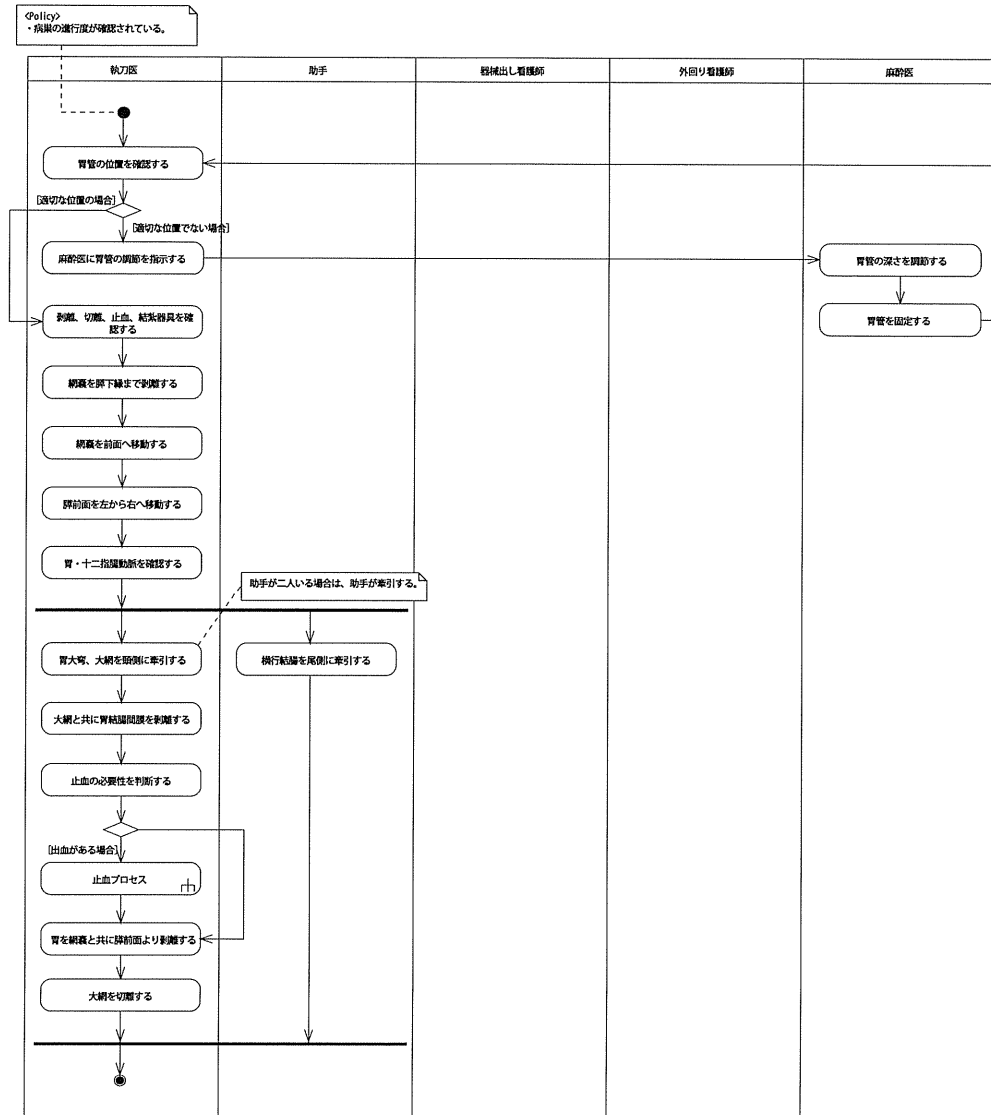 <Policy>
・病巣の進行度が確認されている。
執刀医
助手
器械出し看護師
外回り看護師
麻酔医
胃管の位置を確認する
[適切な位置の場合]
[適切な位置でない場合]
麻酔医に胃管の調節を指示する
胃管の深さを調節する
剥離、切離、止血、結紮器具を確
認する
胃管を固定する
網嚢を膵下縁まで剥離する
網嚢を前面へ移動する
膵前面を左から右へ移動する
胃・十二指腸動脈を確認する
助手が二人いる場合は、助手が牽引する。
胃大弯、大網を頭側に牽引する
横行結腸を尾側に牽引する
大網と共に胃結腸間膜を剥離する
止血の必要性を判断する
[出血がある場合]
止血プロセス
胃を網嚢と共に膵前面より剥離する
大網を切離する